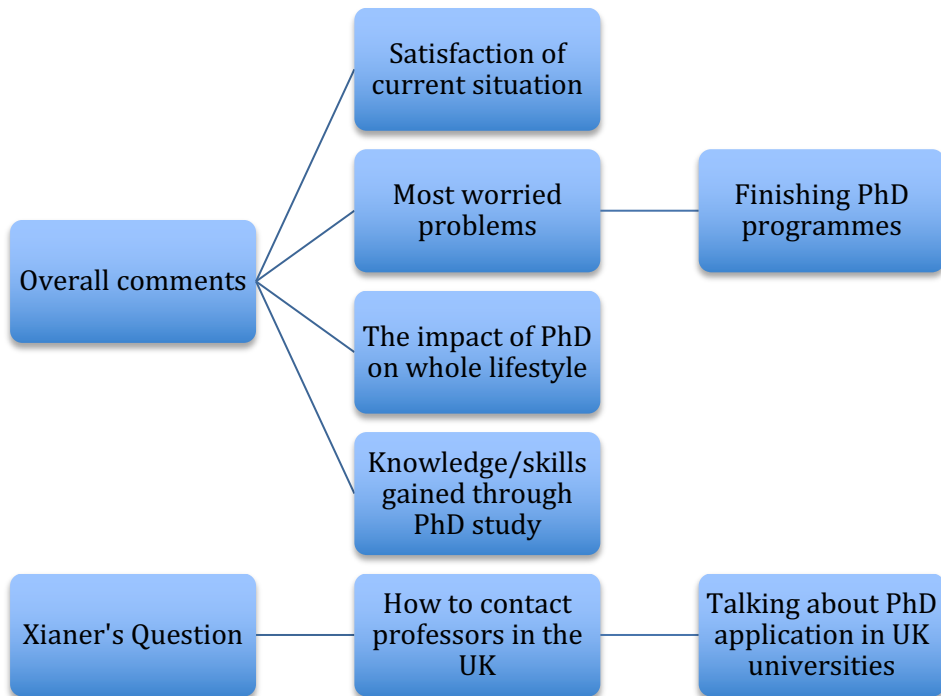 Satisfaction of
current situation
Most worried
problems
Finishing PhD
programmes
Overall comments
The impact of PhD
on whole lifestyle
Knowledge/skills
gained through
PhD study
Xianer's Question
How to contact
professors in the
UK
Talking about PhD
application in UK
universities